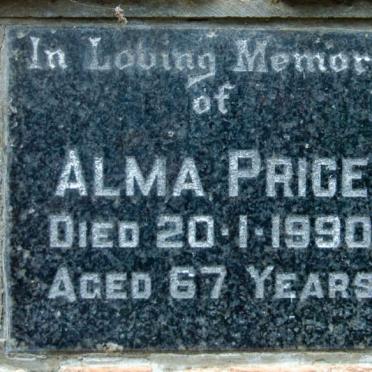 In Loving Memor
of
ALMA PRICE
DIED 20·1·1990
AGED 67 YEARS